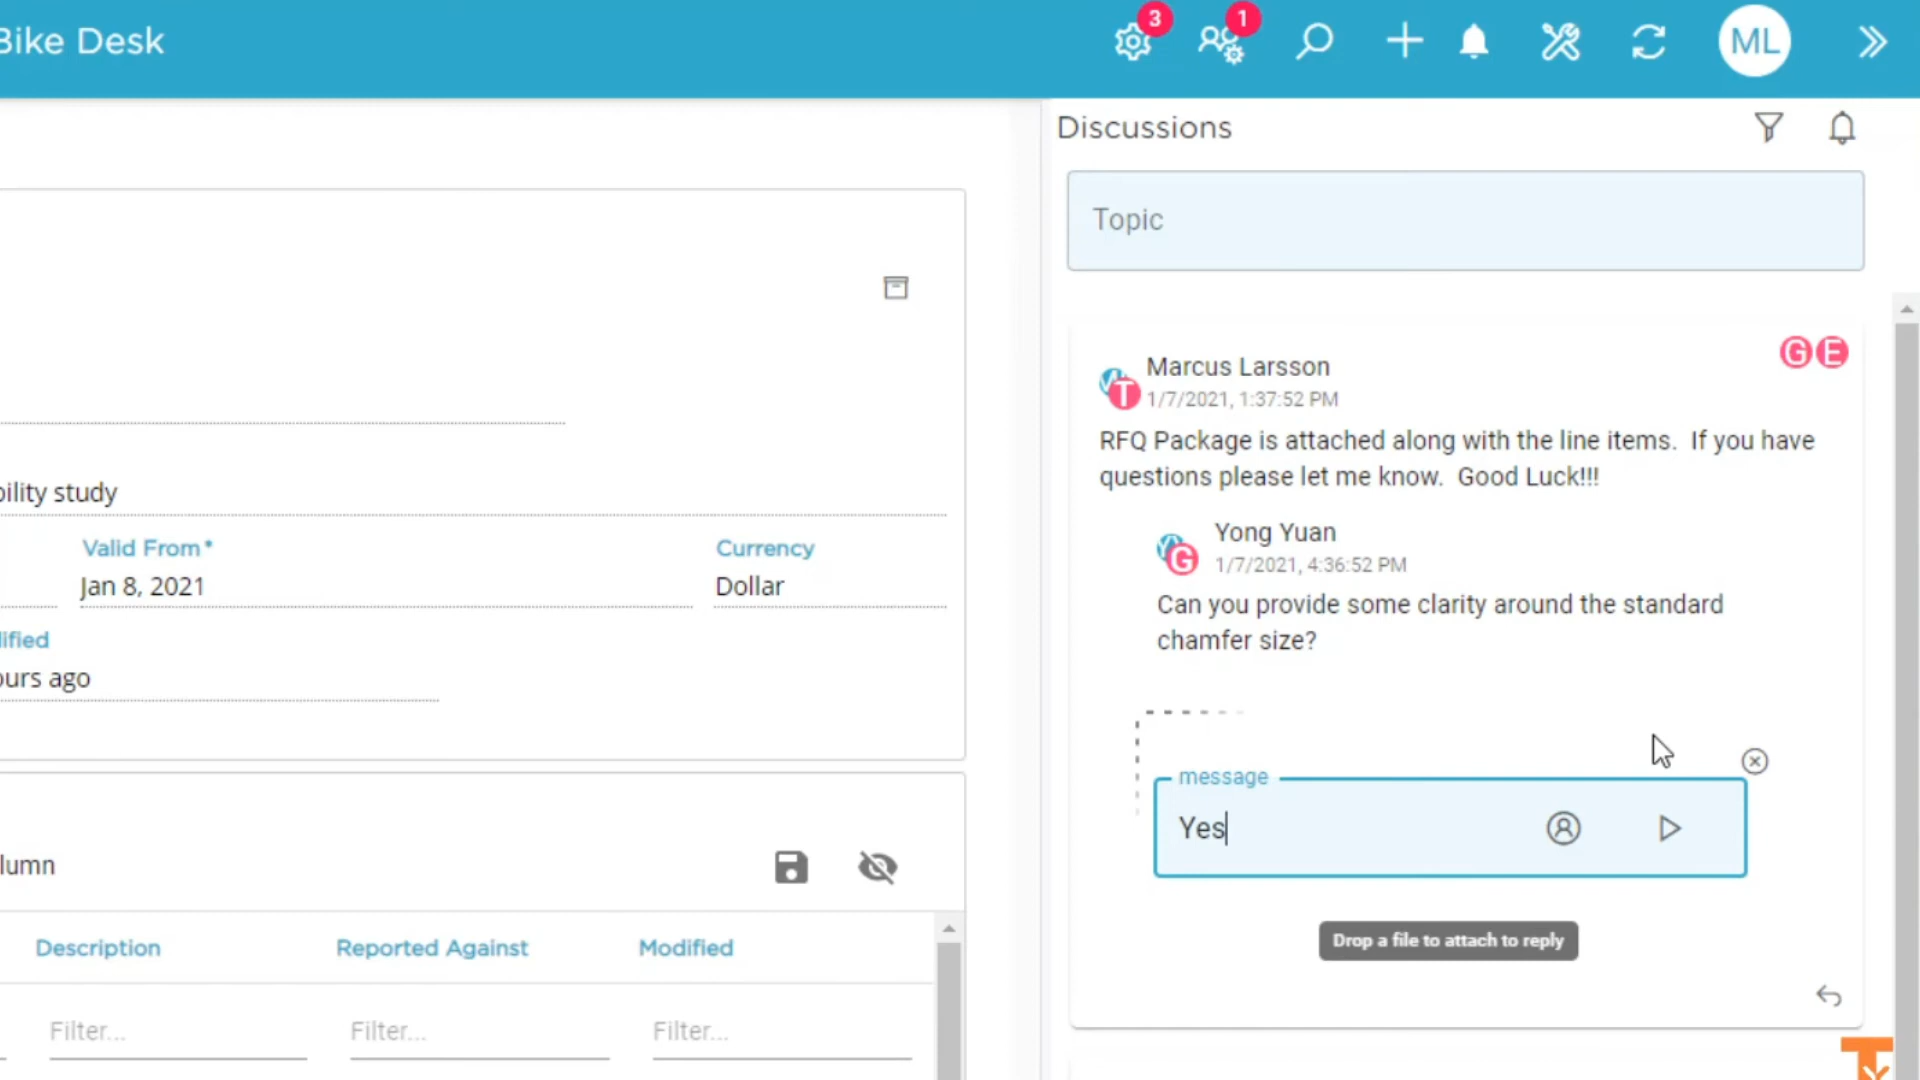 Bike Desk
3
1
ML
Discussions
Topic
G E
Marcus Larsson
T
1/7/2021, 1:37:52 PM
RFQ Package is attached along with the line items.  If you have
questions please let me know.  Good Luck!!!
Yong Yuan
G
1/7/2021, 4:36:52 PM
Can you provide some clarity around the standard
chamfer size?
message
Yes
Drop a file to attach to reply
bility study
Valid From*
Currency
Jan 8, 2021
Dollar
ified
ours ago
lumn
Description
Reported Against
Modified
Filter...
Filter...
Filter...